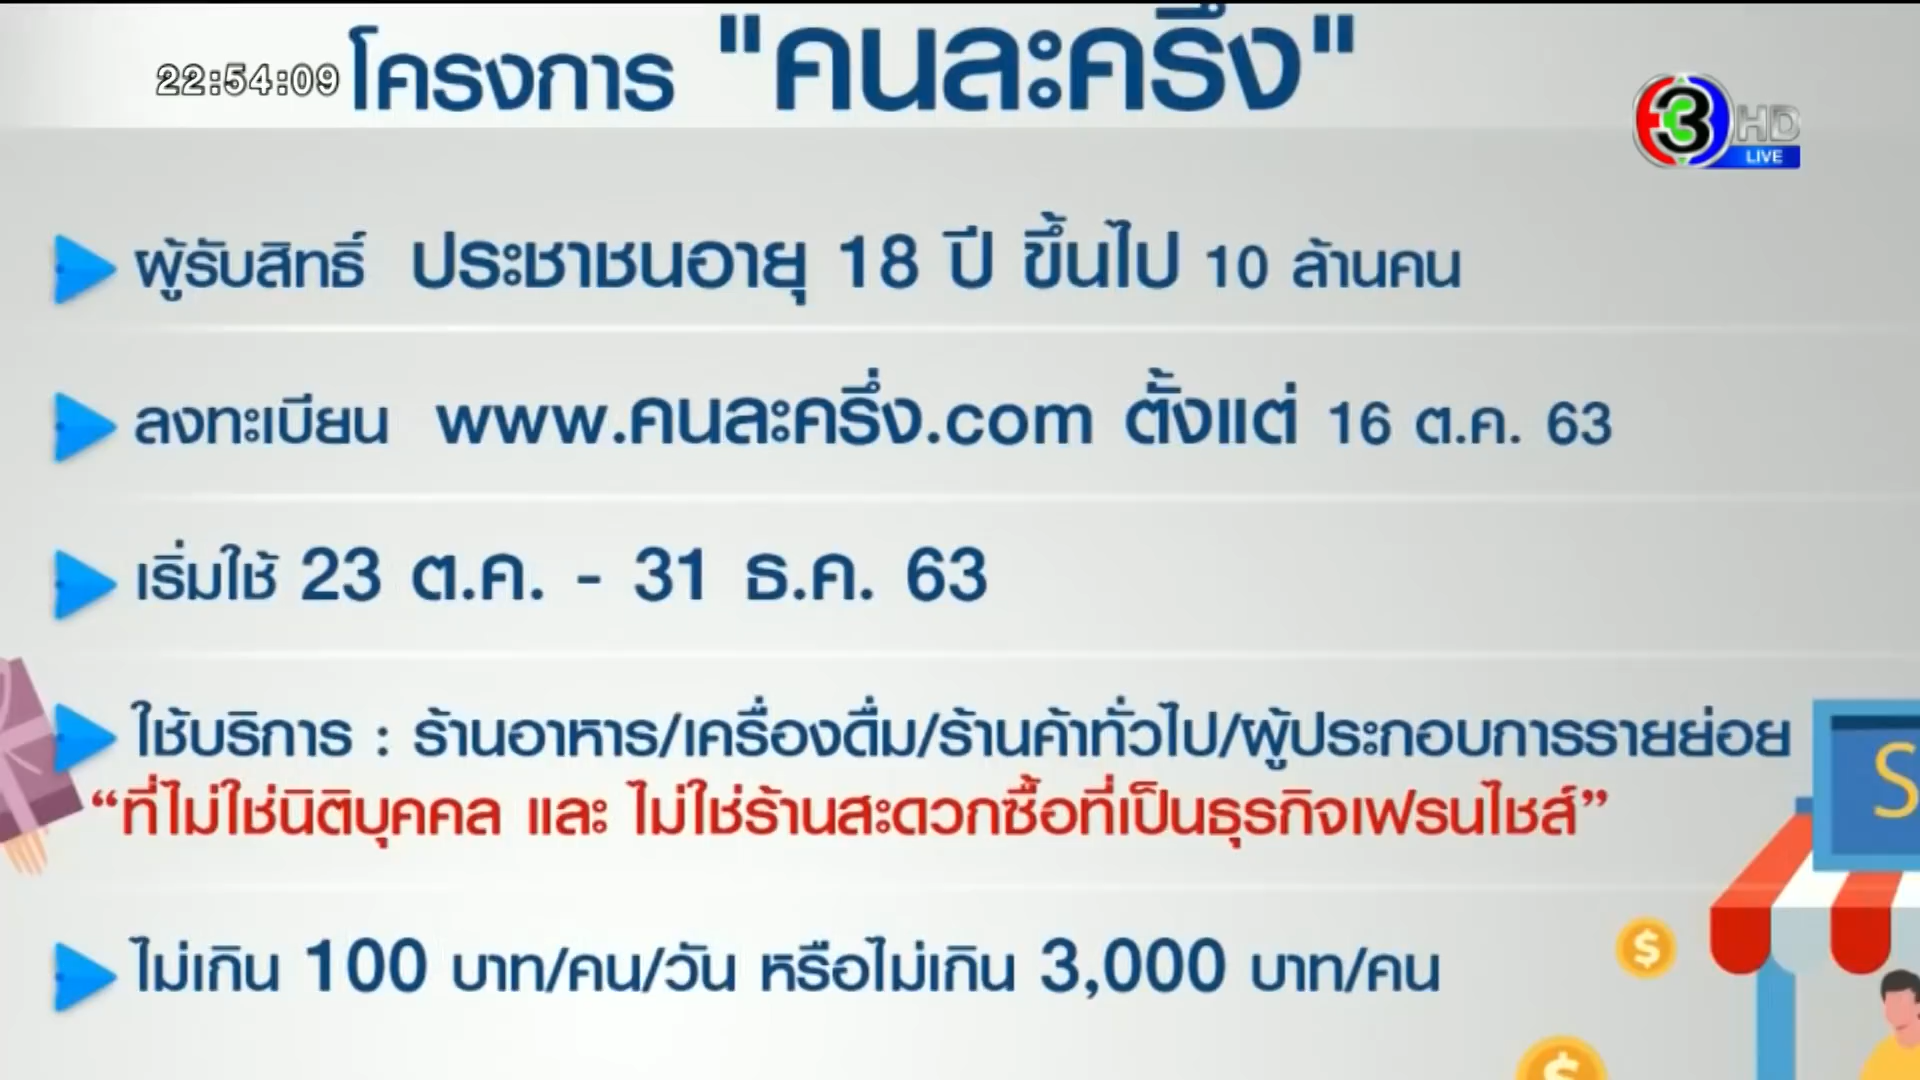 22:54:09 โครงการ "คนละครึ่ง"
3 HD
LIVE
ผู้รับสิทธิ์ ประชาชนอายุ 18 ปี ขึ้นไป 10 ล้านคน
ลงทะเบียน www.คนละครึ่ง.com ตั้งแต่ 16 ต.ค. 63
เริ่มใช้ 23 ต.ค. - 31 ธ.ค. 63
ใช้บริการ : ร้านอาหาร/เครื่องดื่ม/ร้านค้าทั่วไป/ผู้ประกอบการรายย่อย
“ที่ไม่ใช่นิติบุคคล และ ไม่ใช่ร้านสะดวกซื้อที่เป็นธุรกิจเฟรนไชส์”
S
$
ไม่เกิน 100 บาท/คน/วัน หรือไม่เกิน 3,000 บาท/คน
$